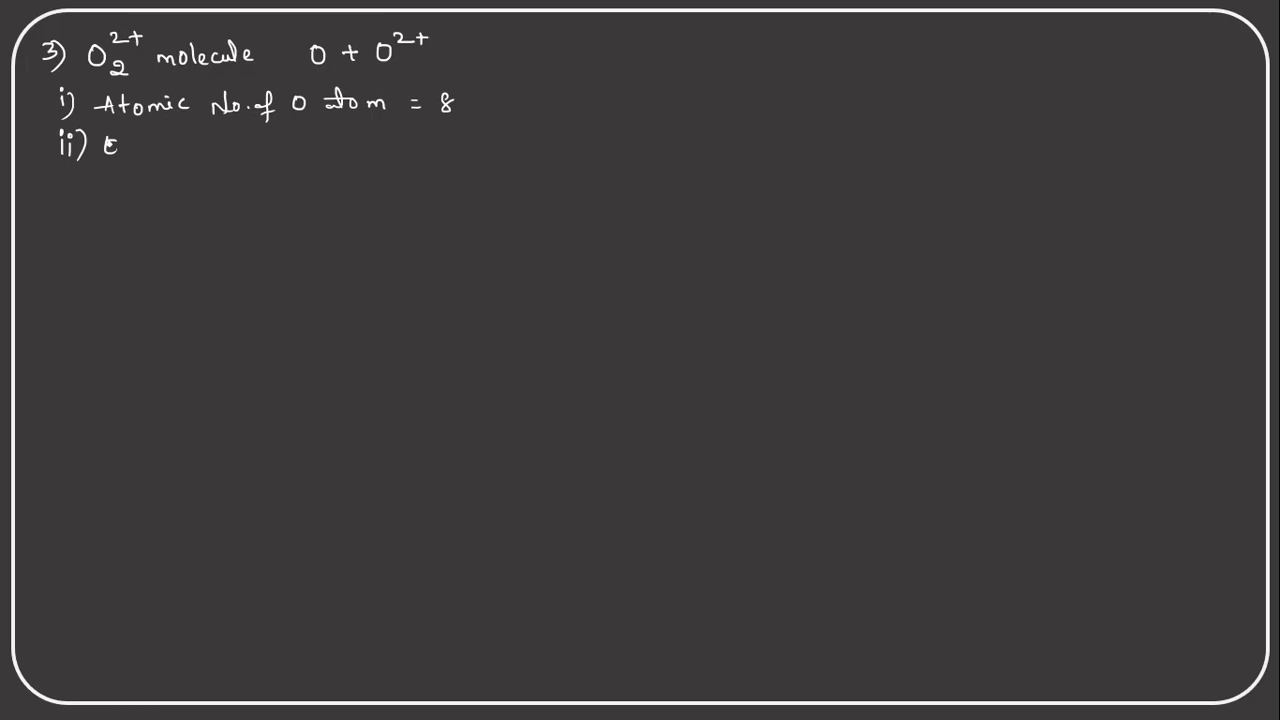 3) O₂²⁺ molecule O + O²⁺
i) Atomic No. of O atom = 8
ii) E